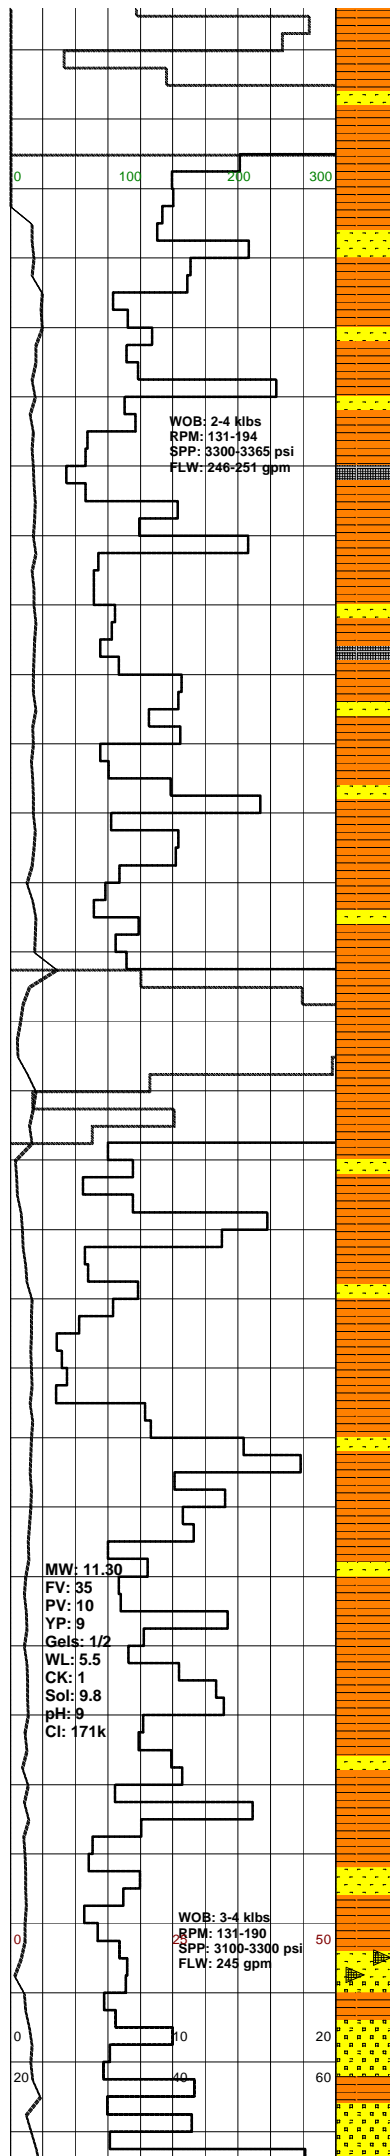 0 100 200 300
WOB: 2-4 klbs
RPM: 131-194
SPP: 3300-3365 psi
FLW: 246-251 gpm
MW: 11.30
FV: 35
PV: 10
YP: 9
Gels: 1/2
WL: 5.5
CK: 1
Sol: 9.8
pH: 9
Cl: 171k
WOB: 3-4 klbs
0 25 50
RPM: 131-190
SPP: 3100-3300 psi
FLW: 245 gpm
0 10 20
20 40 60